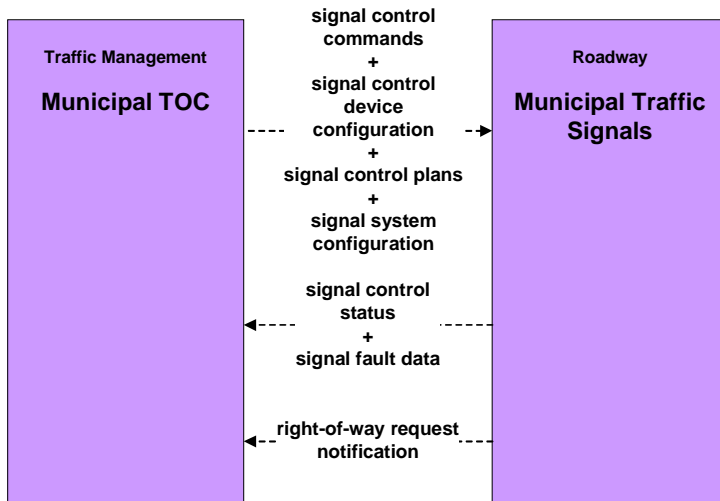 Traffic Management
Municipal TOC
signal control
commands
+
signal control
device
configuration
+
signal control plans
+
signal system
configuration
Roadway
Municipal Traffic
Signals
signal control
status
+
signal fault data
right-of-way request
notification